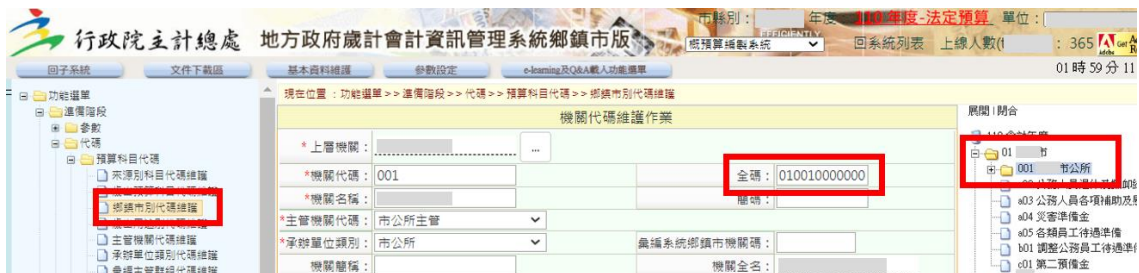 市縣別： 年度 110 年度-法定預算 單位：
行政院主計總處 地方政府歲計會計資訊管理系統鄉鎮市版
EFFICIENTLY
概預算編製系統 回系統列表 上線人數( : 365 Get
回子系統 文件下載區 基本資料維護 參數設定 e-learning及Q&A載入功能選單 01 時 59 分 11
功能選單
準備階段
參數
代碼
預算科目代碼
來源別科目代碼維護
鄉鎮市別代碼維護
主管機關代碼維護
承辦單位類別代碼維護
現在位置：功能選單>>準備階段>>代碼>>預算科目代碼>>鄉鎮市別代碼維護
機關代碼維護作業
*上層機關： ...
*機關代碼： 001 全碼： 010010000000
*機關名稱： 簡碼：
*主管機關代碼： 市公所主管
*承辦單位類別： 市公所 彙編系統鄉鎮市機關碼：
機關簡稱： 機關全名：
展開 | 閉合
110 會計年度
01 市
001 市公所
a03 公務人員各項補助及
a04 災害準備金
a05 各類員工待遇準備
b01 調整公務員工待遇準
c01 第二預備金